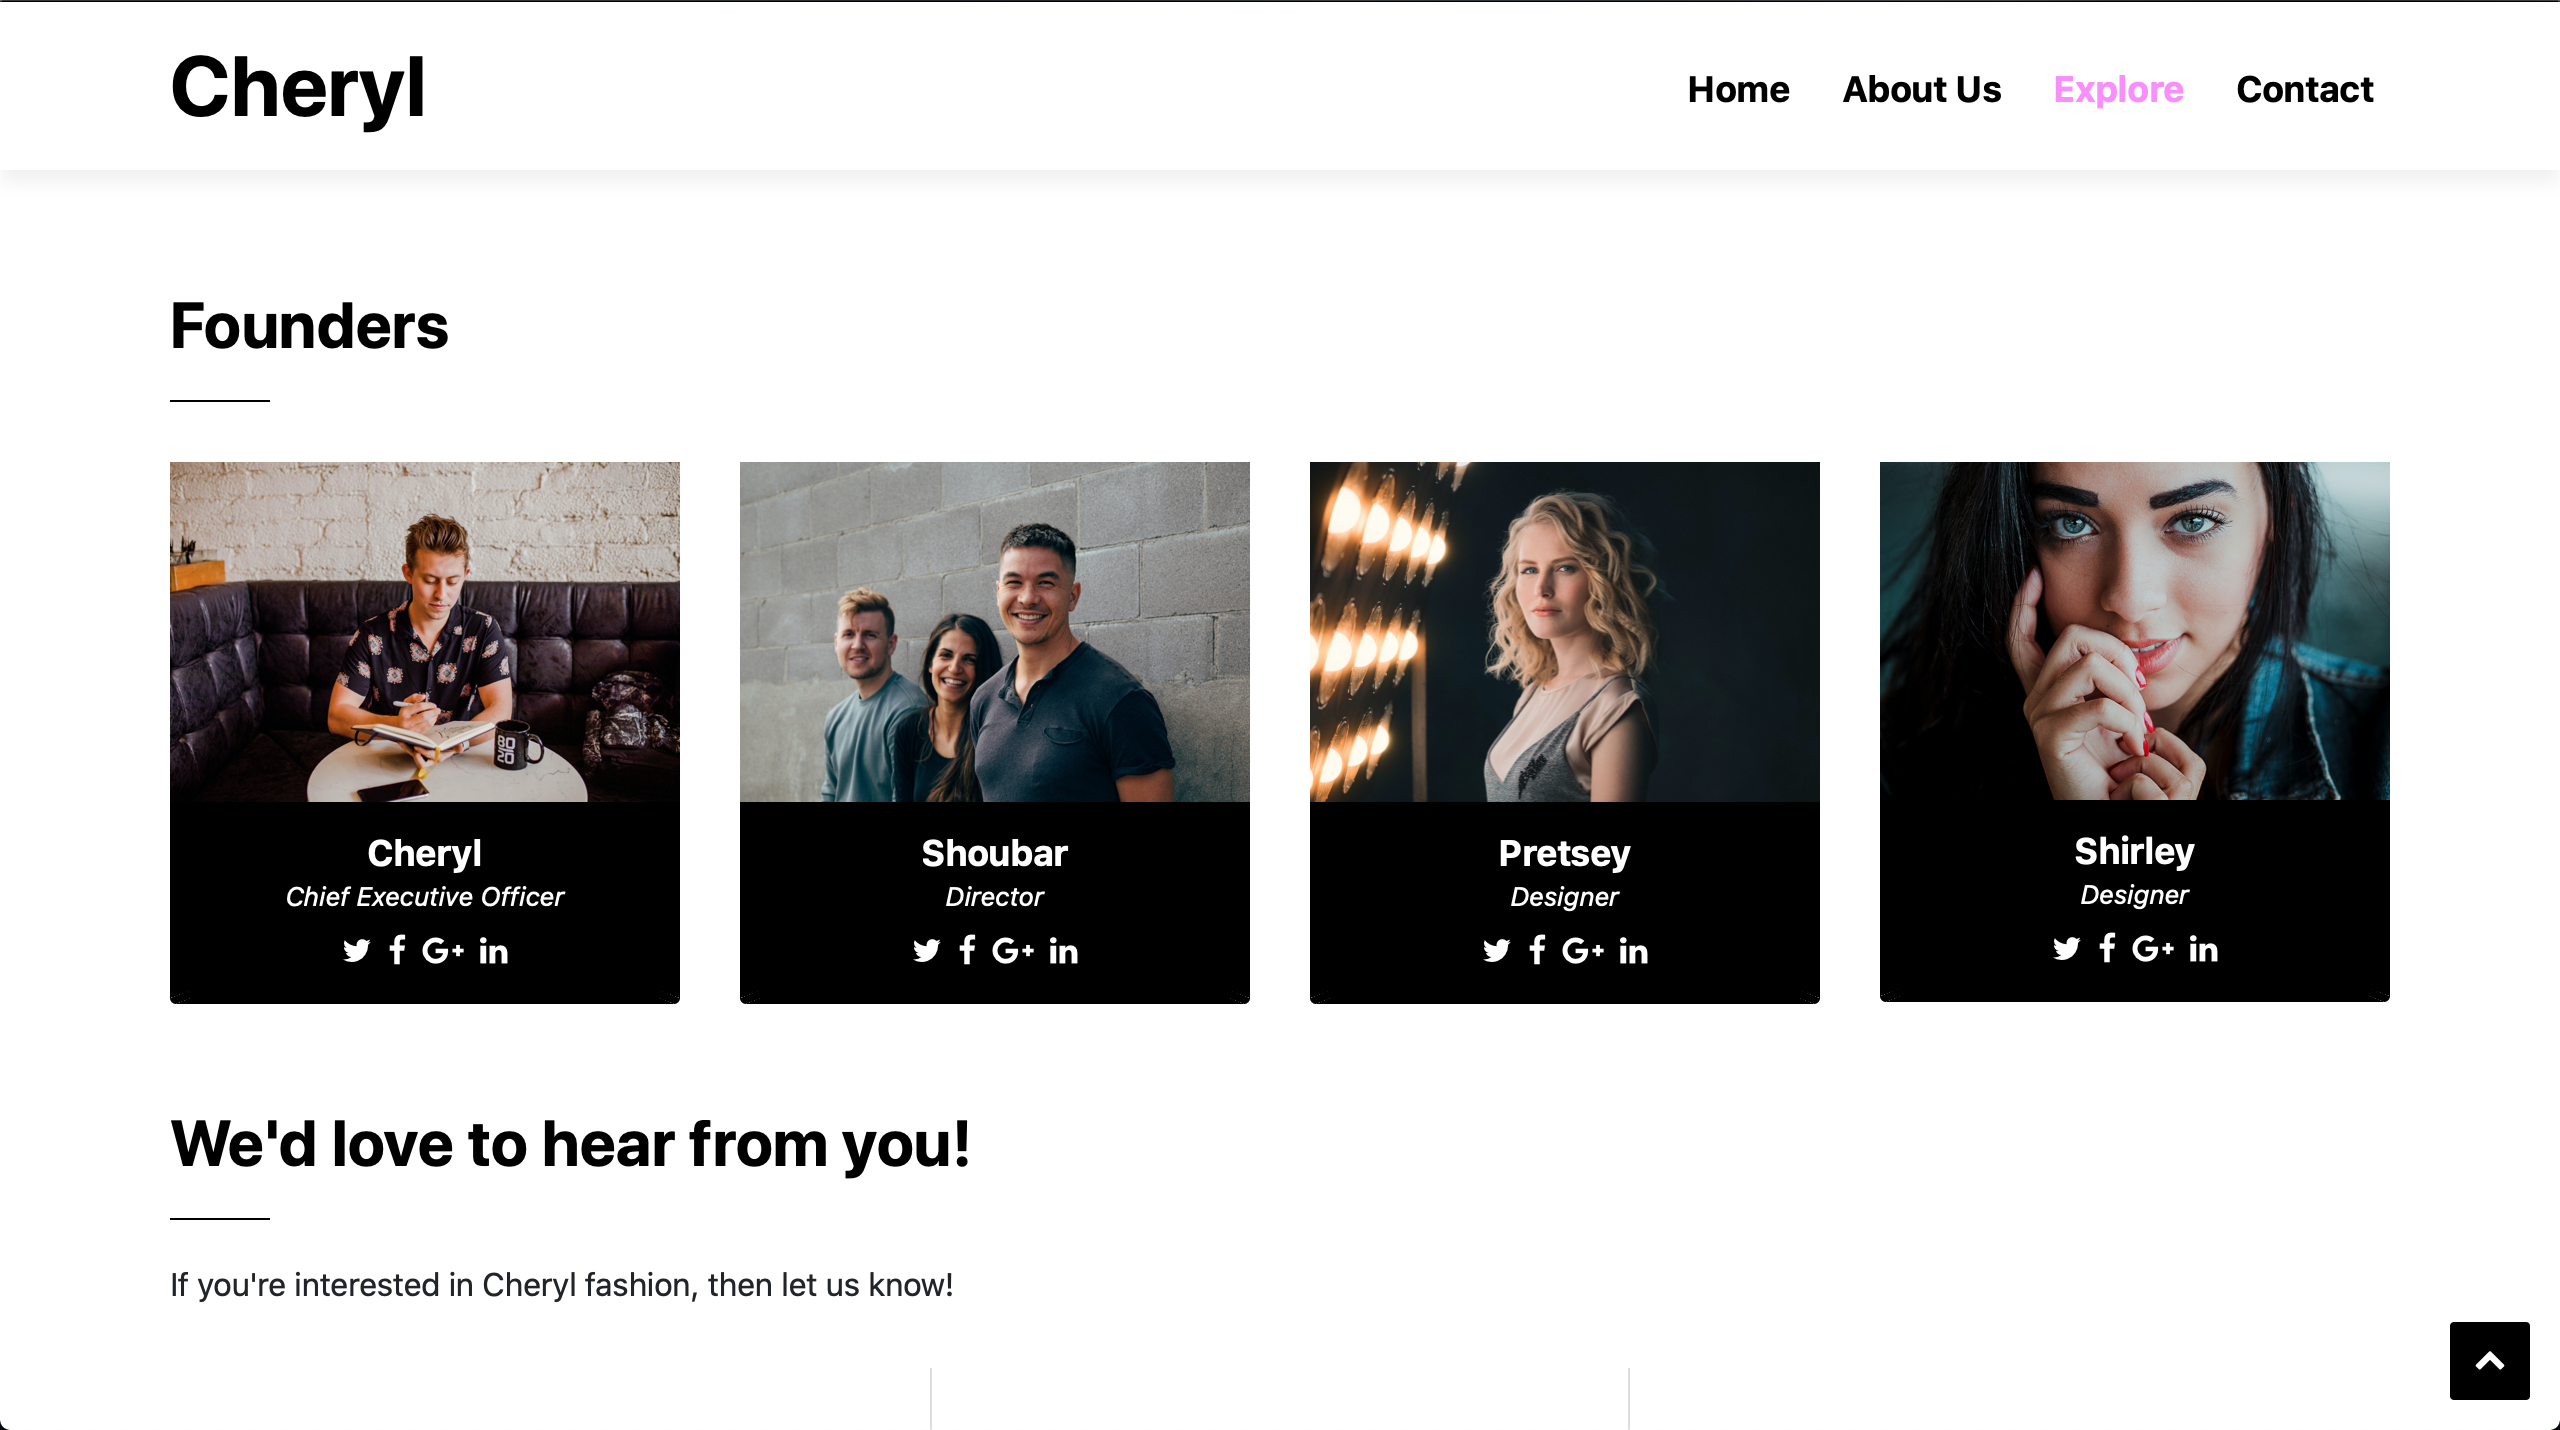 Cheryl
Home About Us Explore Contact
Founders
Cheryl
Chief Executive Officer
Shoubar
Director
Pretsey
Designer
Shirley
Designer
We'd love to hear from you!
If you're interested in Cheryl fashion, then let us know!